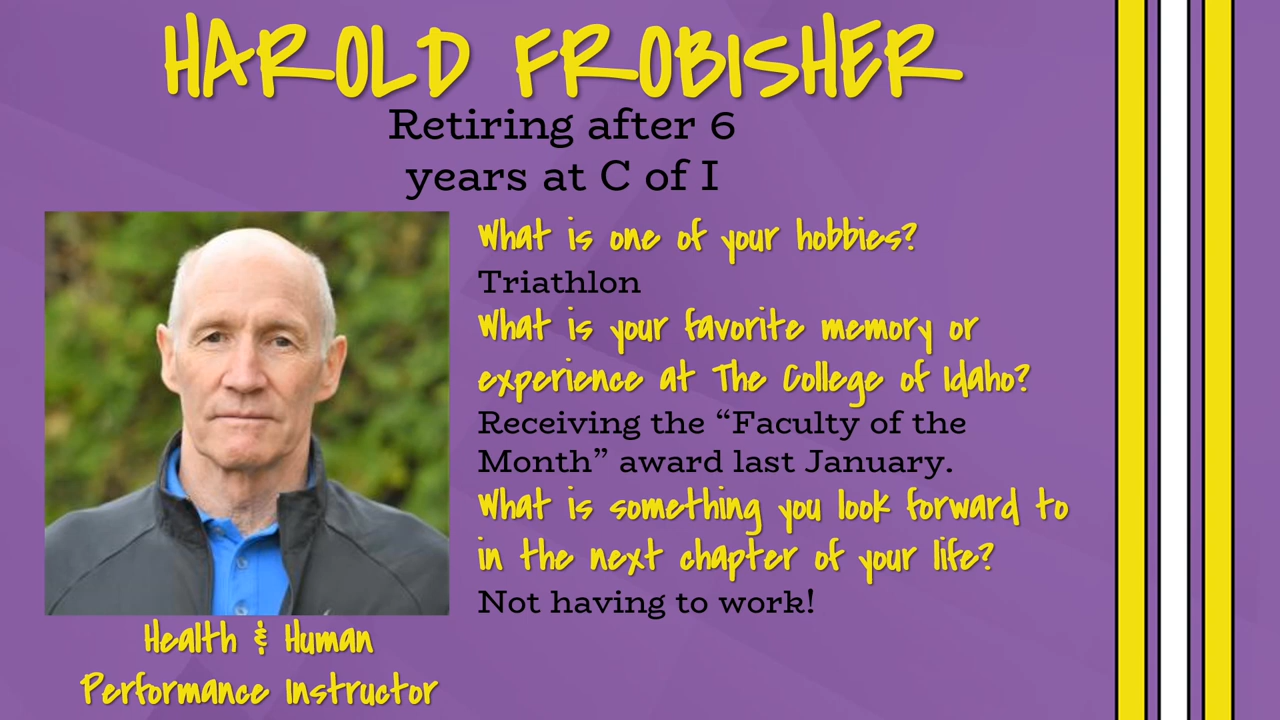 HAROLD FROBISHER
Retiring after 6
years at C of I
What is one of your hobbies?
Triathlon
What is your favorite memory or
experience at The College of Idaho?
Receiving the “Faculty of the
Month” award last January.
What is something you look forward to
in the next chapter of your life?
Not having to work!
Health & Human
Performance Instructor